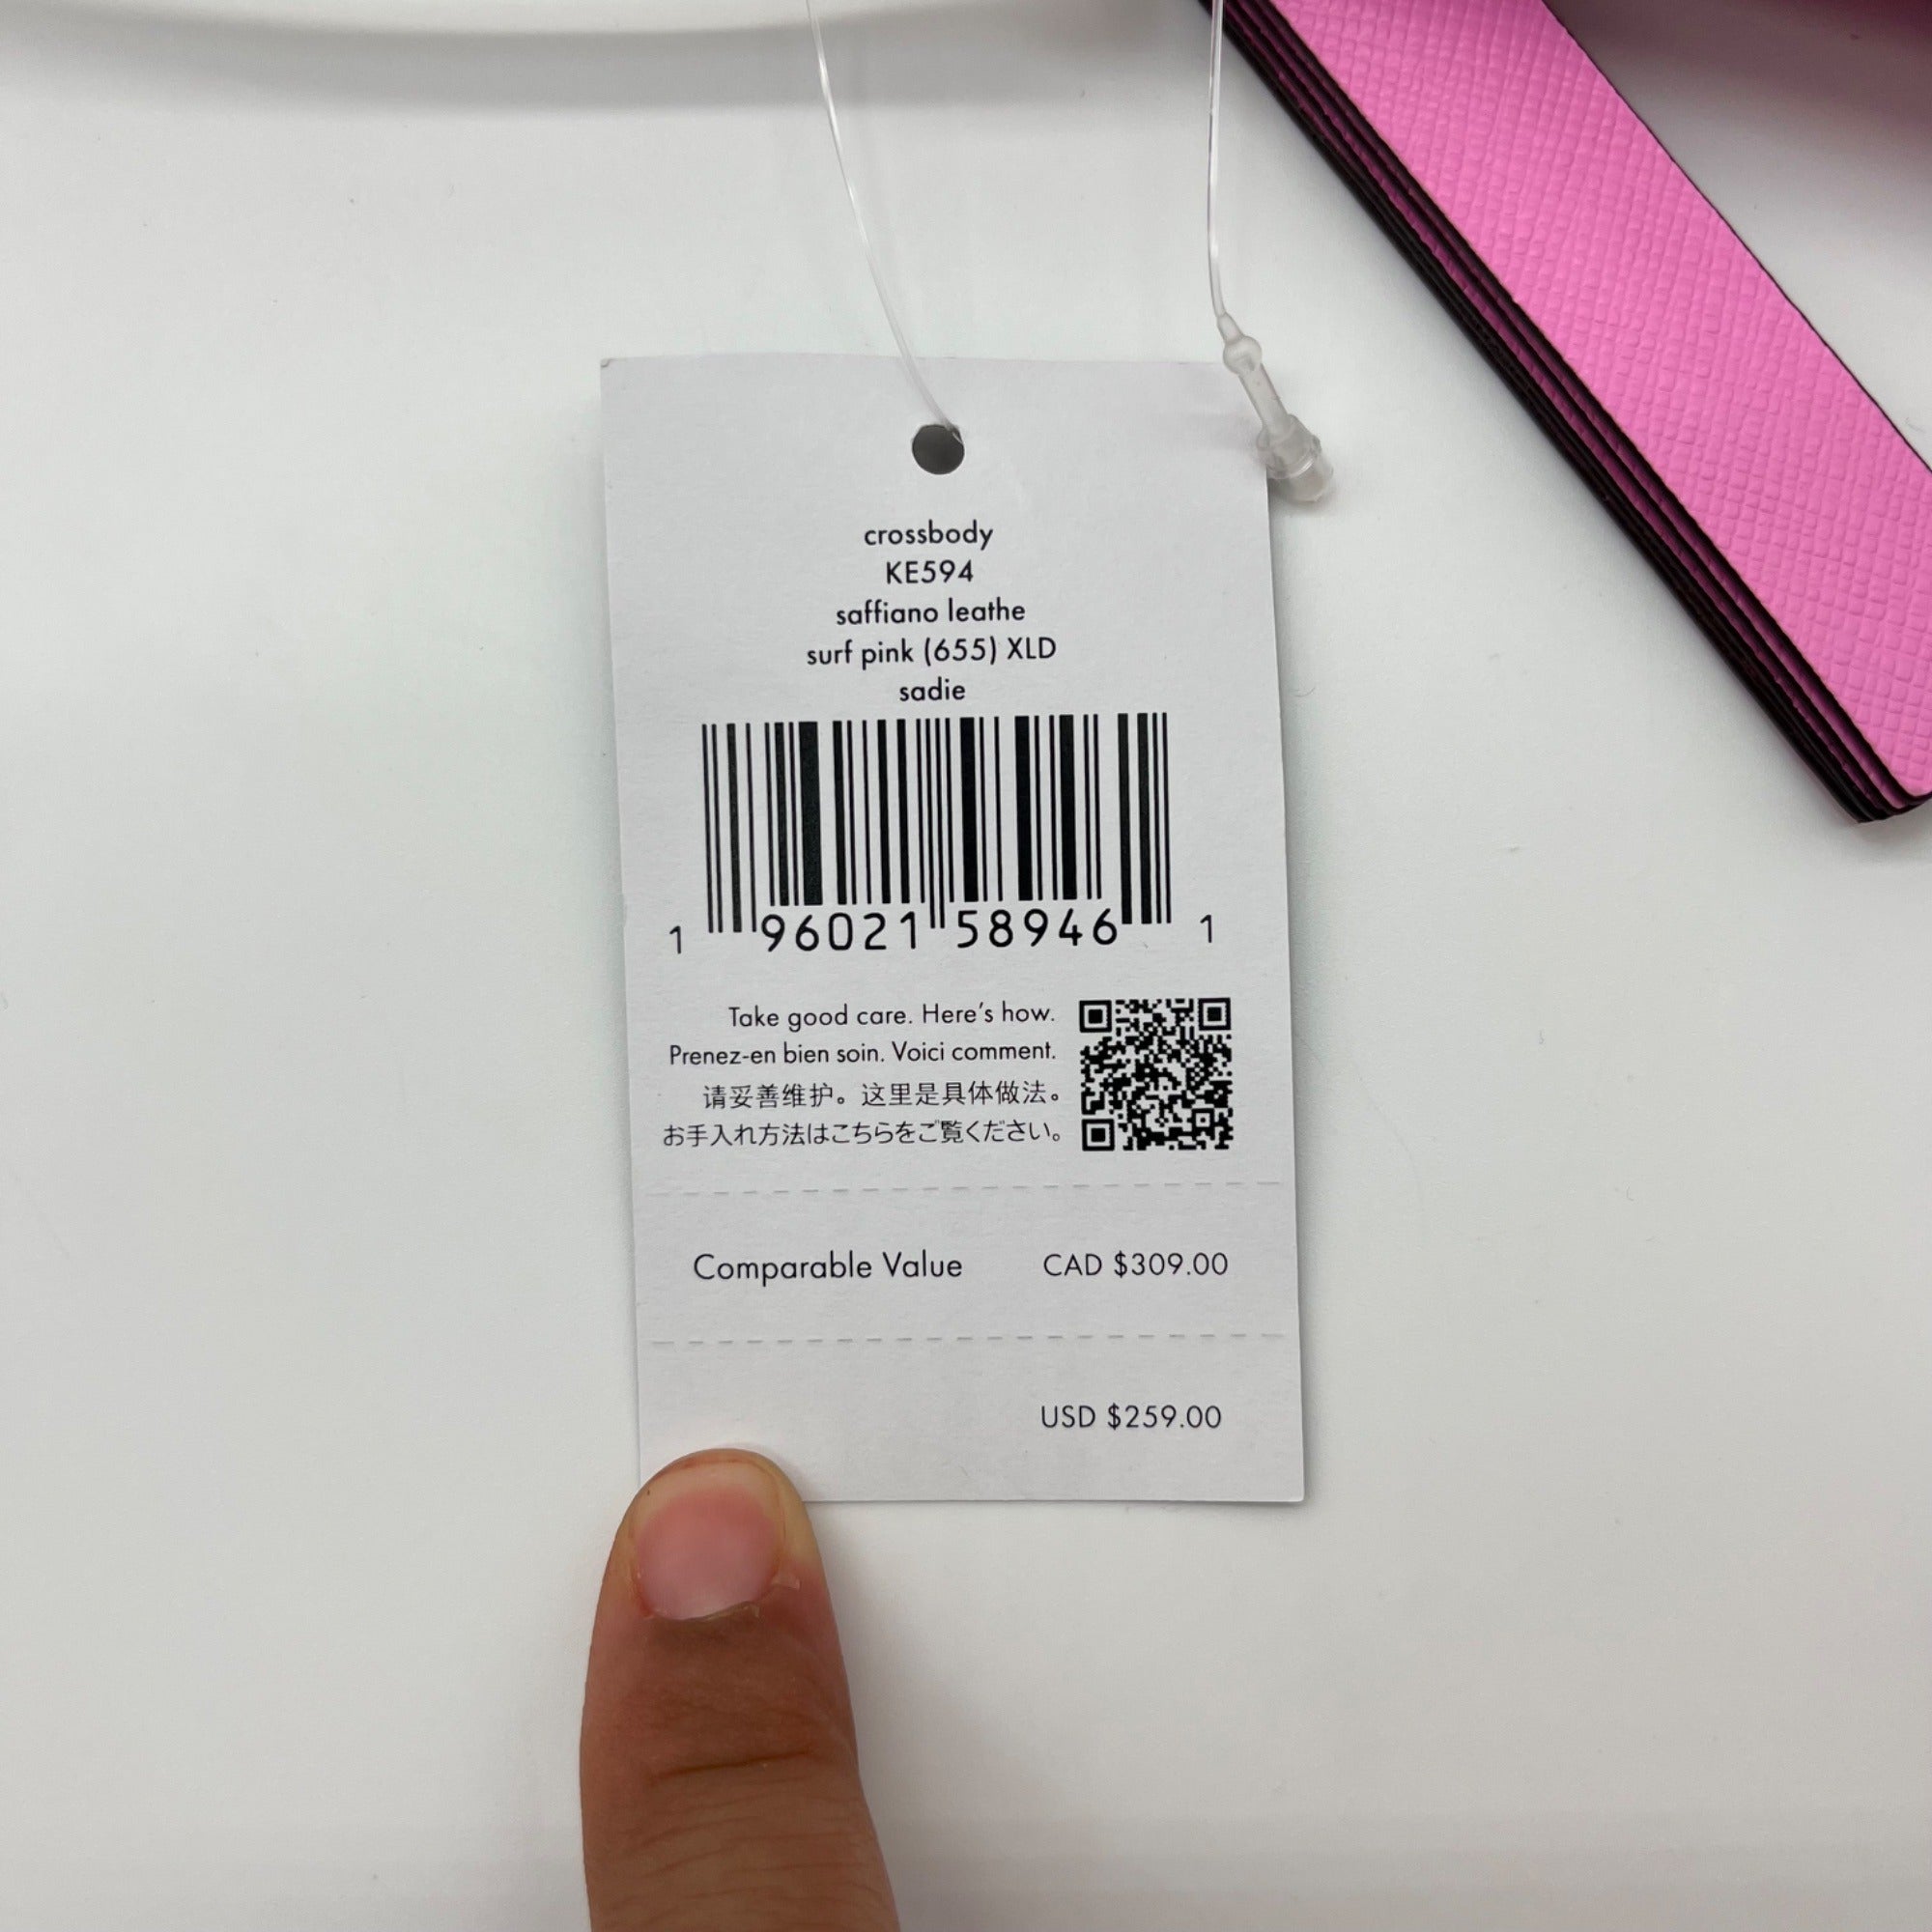 crossbody
KE594
saffiano leathe
surf pink (655) XLD
sadie
1 96021 58946 1
Take good care. Here's how.
Prenez-en bien soin. Voici comment.
请妥善维护。这里是具体做法。
お手入れ方法はこちらをご覧ください。
Comparable Value CAD $309.00
USD $259.00